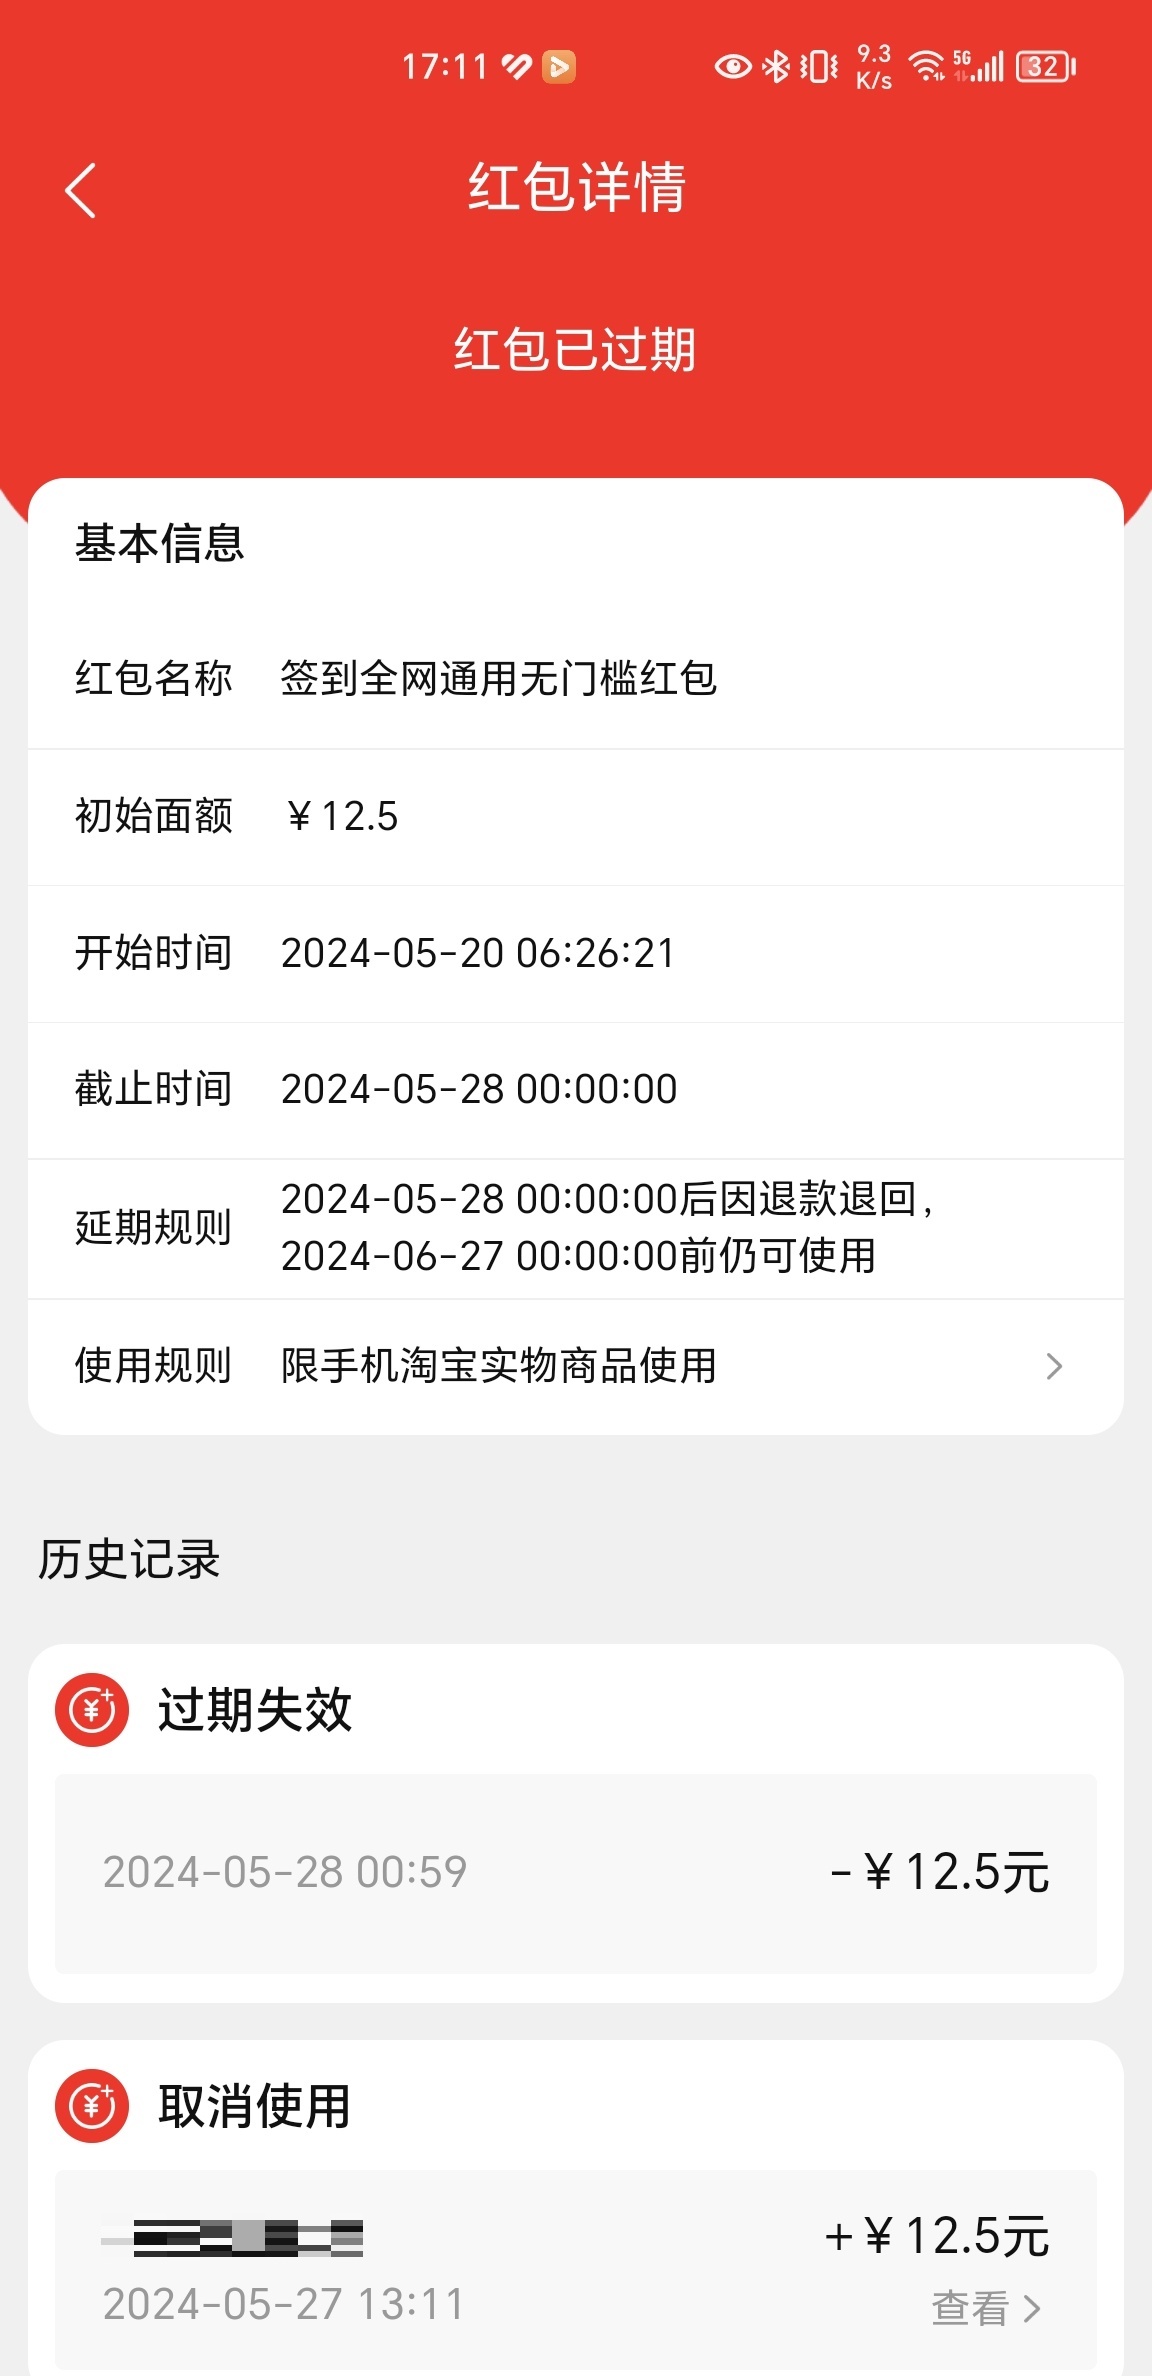 17:11
9.3
K/s
5G
32
红包详情
红包已过期
基本信息
红包名称 签到全网通用无门槛红包
初始面额 ¥12.5
开始时间 2024-05-20 06:26:21
截止时间 2024-05-28 00:00:00
延期规则 2024-05-28 00:00:00后因退款退回,
2024-06-27 00:00:00前仍可使用
使用规则 限手机淘宝实物商品使用
历史记录
过期失效
2024-05-28 00:59 -¥12.5元
取消使用
+¥12.5元
2024-05-27 13:11 查看